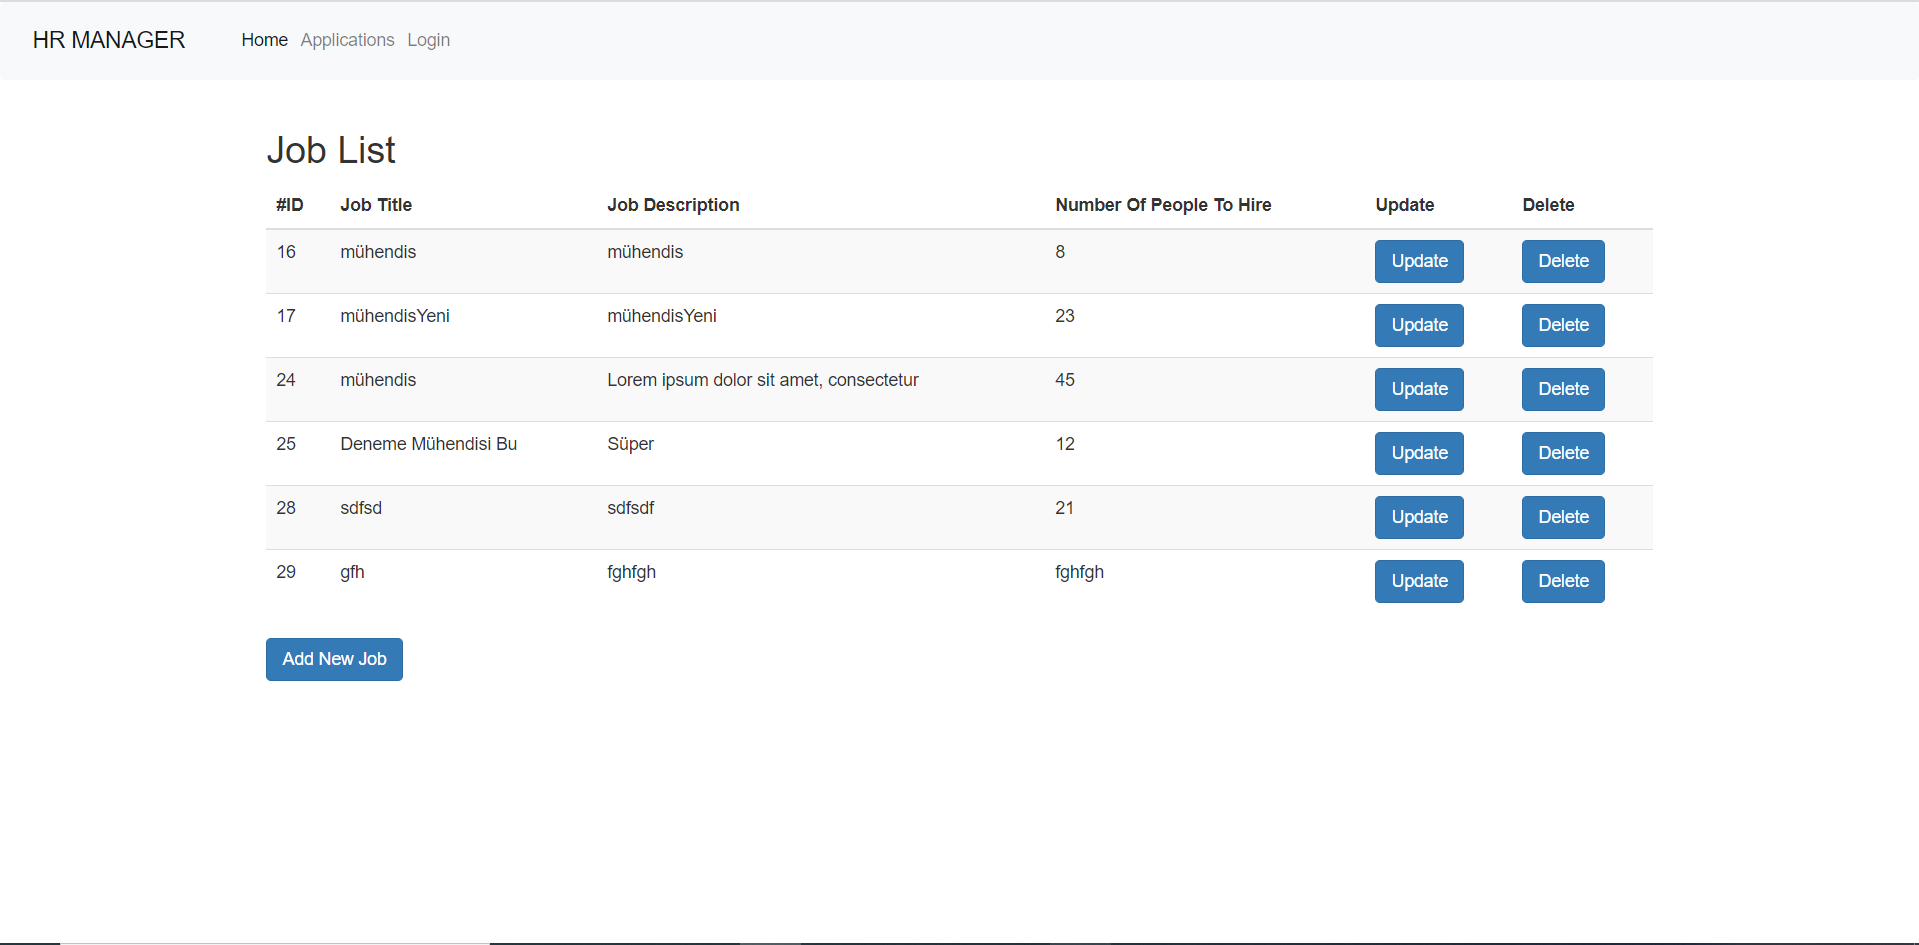 HR MANAGER Home Applications Login
Job List
#ID Job Title Job Description Number Of People To Hire Update Delete
16 mühendis mühendis 8 Update Delete
17 mühendisYeni mühendisYeni 23 Update Delete
24 mühendis Lorem ipsum dolor sit amet, consectetur 45 Update Delete
25 Deneme Mühendisi Bu Süper 12 Update Delete
28 sdfsd sdfsdf 21 Update Delete
29 gfh fghfgh fghfgh Update Delete
Add New Job